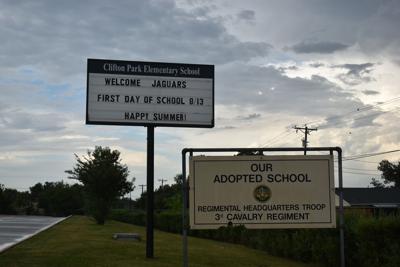 Clifton Park Elementary School
WELCOME JAGUARS
FIRST DAY OF SCHOOL 8/13
HAPPY SUMMER!
OUR
ADOPTED SCHOOL
REGIMENTAL HEADQUARTERS TROOP
3d CAVALRY REGIMENT